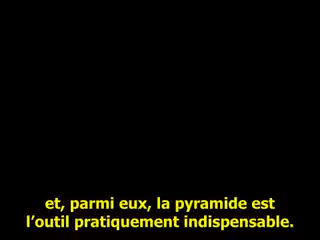 et, parmi eux, la pyramide est
l’outil pratiquement indispensable.